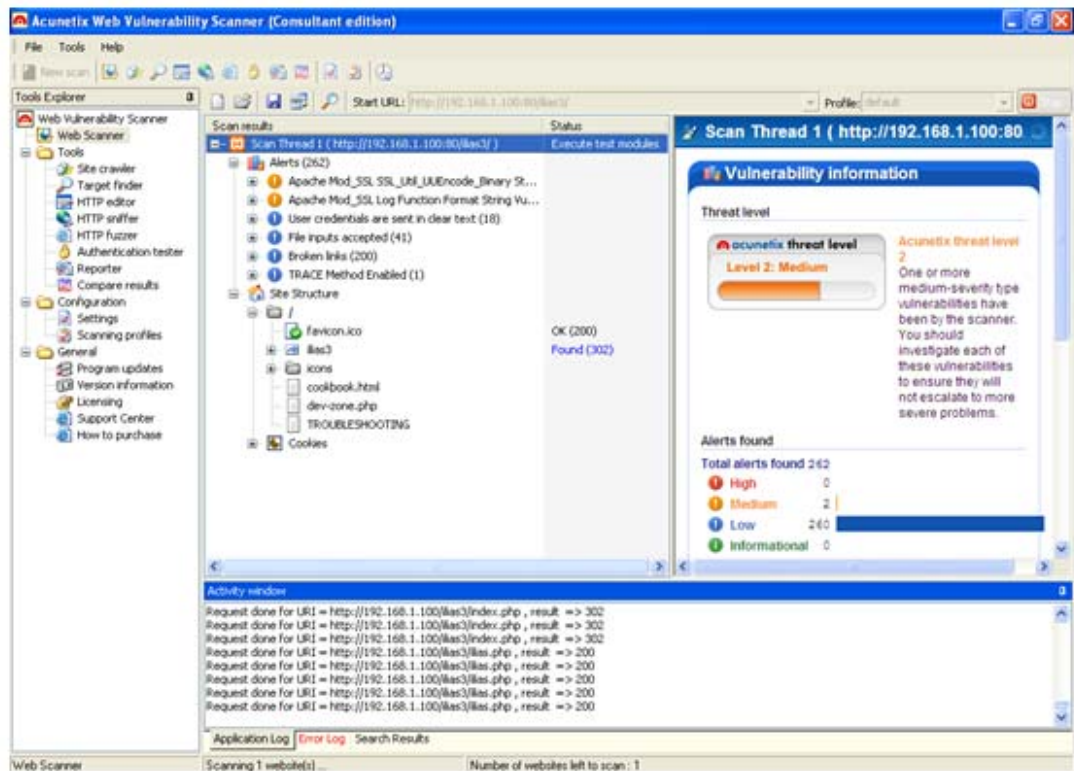 Acunetix Web Vulnerability Scanner (Consultant edition)
File Tools Help
New scan
Tools Explorer
Web Vulnerability Scanner
Web Scanner
Tools
Site crawler
Target finder
HTTP editor
HTTP sniffer
HTTP fuzzer
Authentication tester
Reporter
Compare results
Configuration
Settings
Scanning profiles
General
Program updates
Version information
Licensing
Support Center
How to purchase
Start URL: http://192.168.1.100:80/ilias3/
Profile: default
Scan results Status
Scan Thread 1 ( http://192.168.1.100:80/ilias3/ ) Execute test modules
Alerts (262)
Apache Mod_SSL SSL_Util_UUEncode_Binary St...
Apache Mod_SSL Log Function Format String Vu...
User credentials are sent in clear text (18)
File inputs accepted (41)
Broken links (200)
TRACE Method Enabled (1)
Site Structure
/
favicon.ico OK (200)
ilias3 Found (302)
icons
cookbook.html
dev-zone.php
TROUBLESHOOTING
Cookies
Scan Thread 1 ( http://192.168.1.100:80
Vulnerability information
Threat level
acunetix threat level
Level 2: Medium
Acunetix threat level
2
One or more
medium-severity type
vulnerabilities have
been by the scanner.
You should
investigate each of
these vulnerabilities
to ensure they will
not escalate to more
severe problems.
Alerts found
Total alerts found 262
High 0
Medium 2
Low 260
Informational 0
Activity window
Request done for URI = http://192.168.1.100/ilias3/index.php , result => 302
Request done for URI = http://192.168.1.100/ilias3/index.php , result => 302
Request done for URI = http://192.168.1.100/ilias3/index.php , result => 302
Request done for URI = http://192.168.1.100/ilias3/ilias.php , result => 200
Request done for URI = http://192.168.1.100/ilias3/ilias.php , result => 200
Request done for URI = http://192.168.1.100/ilias3/ilias.php , result => 200
Request done for URI = http://192.168.1.100/ilias3/ilias.php , result => 200
Request done for URI = http://192.168.1.100/ilias3/ilias.php , result => 200
Application Log Error Log Search Results
Web Scanner Scanning 1 website(s) ... Number of websites left to scan : 1